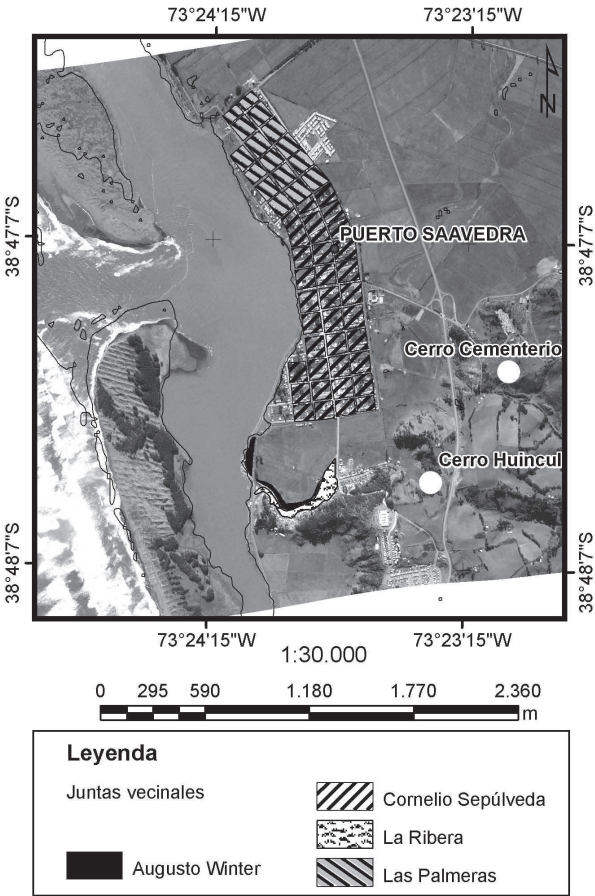 73°24'15"W 73°23'15"W
N
38°47'7"S 38°47'7"S
PUERTO SAAVEDRA
Cerro Cementerio
Cerro Huincul
38°48'7"S 38°48'7"S
73°24'15"W 73°23'15"W
1:30.000
0 295 590 1.180 1.770 2.360
m
Leyenda
Juntas vecinales
Cornelio Sepúlveda
La Ribera
Augusto Winter
Las Palmeras